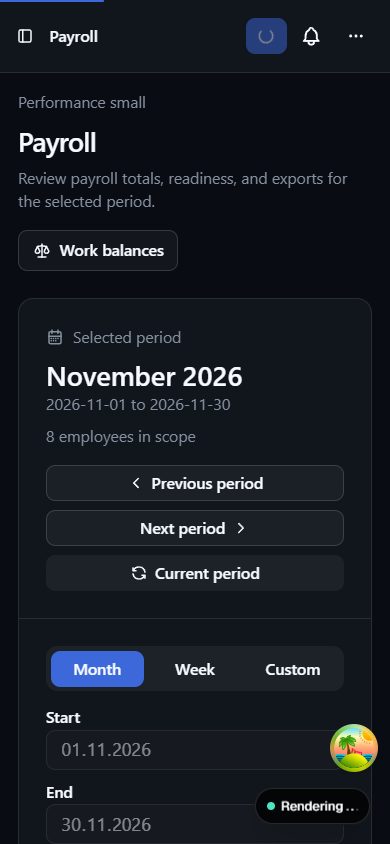 Payroll
Performance small
Payroll
Review payroll totals, readiness, and exports for
the selected period.
Work balances
Selected period
November 2026
2026-11-01 to 2026-11-30
8 employees in scope
Previous period
Next period
Current period
Month Week Custom
Start
01.11.2026
End
30.11.2026
Rendering ...